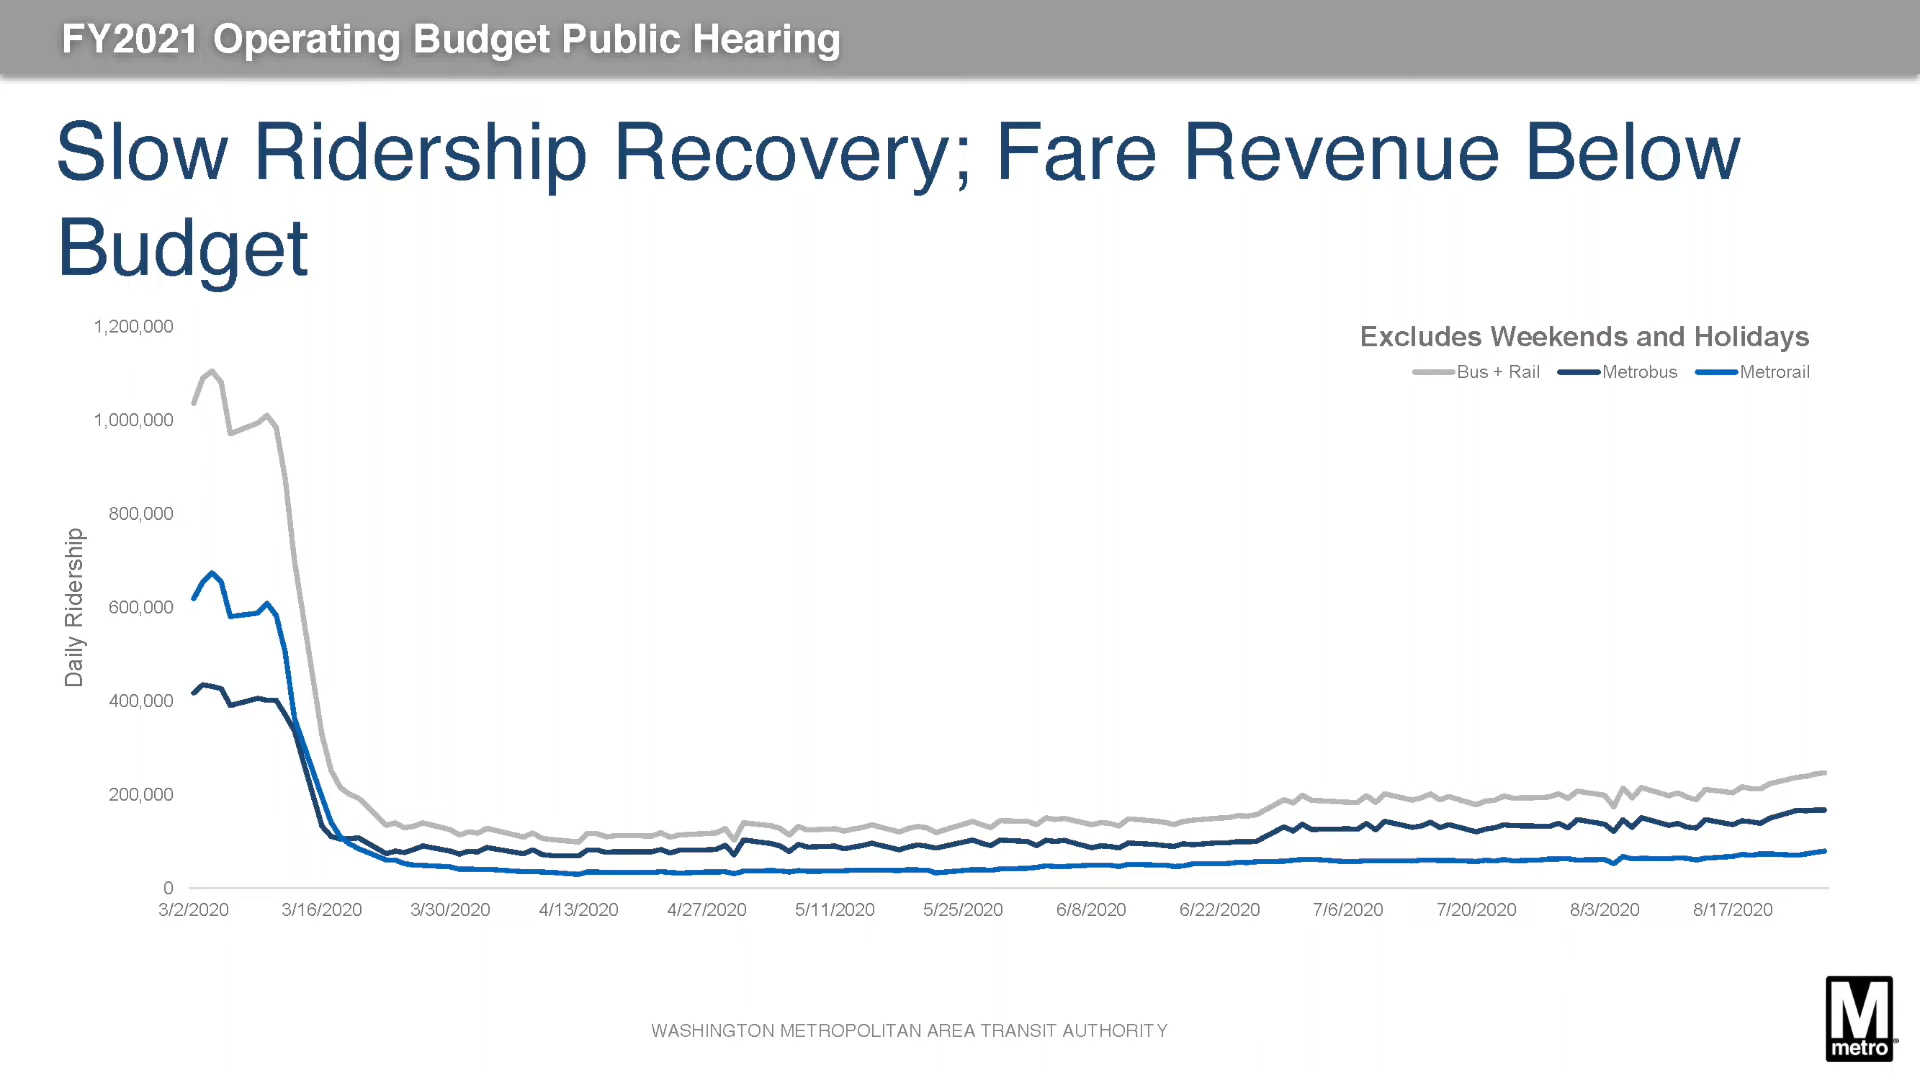 FY2021 Operating Budget Public Hearing
Slow Ridership Recovery; Fare Revenue Below
Budget
Excludes Weekends and Holidays
Bus + Rail Metrobus Metrorail
Daily Ridership
1,200,000
1,000,000
800,000
600,000
400,000
200,000
0
3/2/2020 3/16/2020 3/30/2020 4/13/2020 4/27/2020 5/11/2020 5/25/2020 6/8/2020 6/22/2020 7/6/2020 7/20/2020 8/3/2020 8/17/2020
WASHINGTON METROPOLITAN AREA TRANSIT AUTHORITY
M
metro